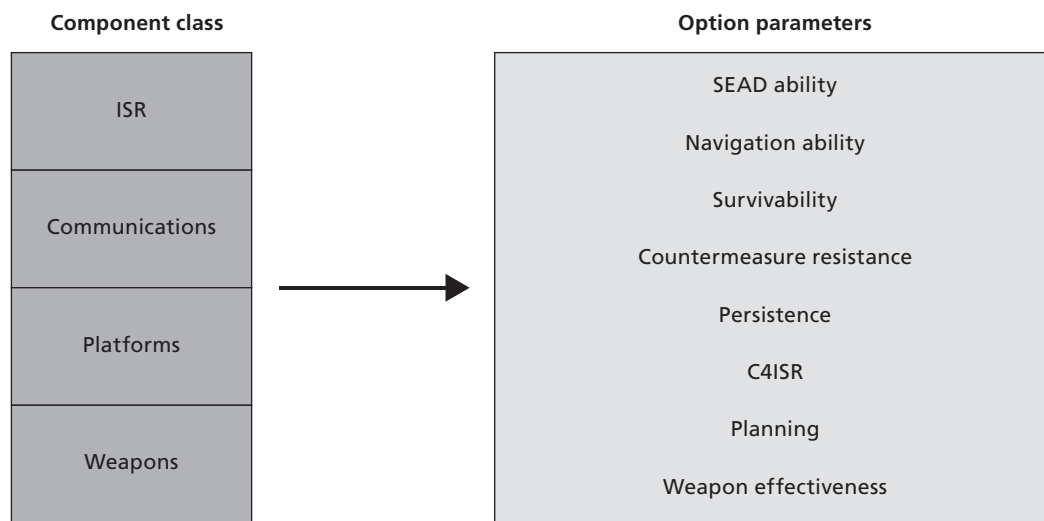 Component class
ISR
Communications
Platforms
Weapons
Option parameters
SEAD ability
Navigation ability
Survivability
Countermeasure resistance
Persistence
C4ISR
Planning
Weapon effectiveness